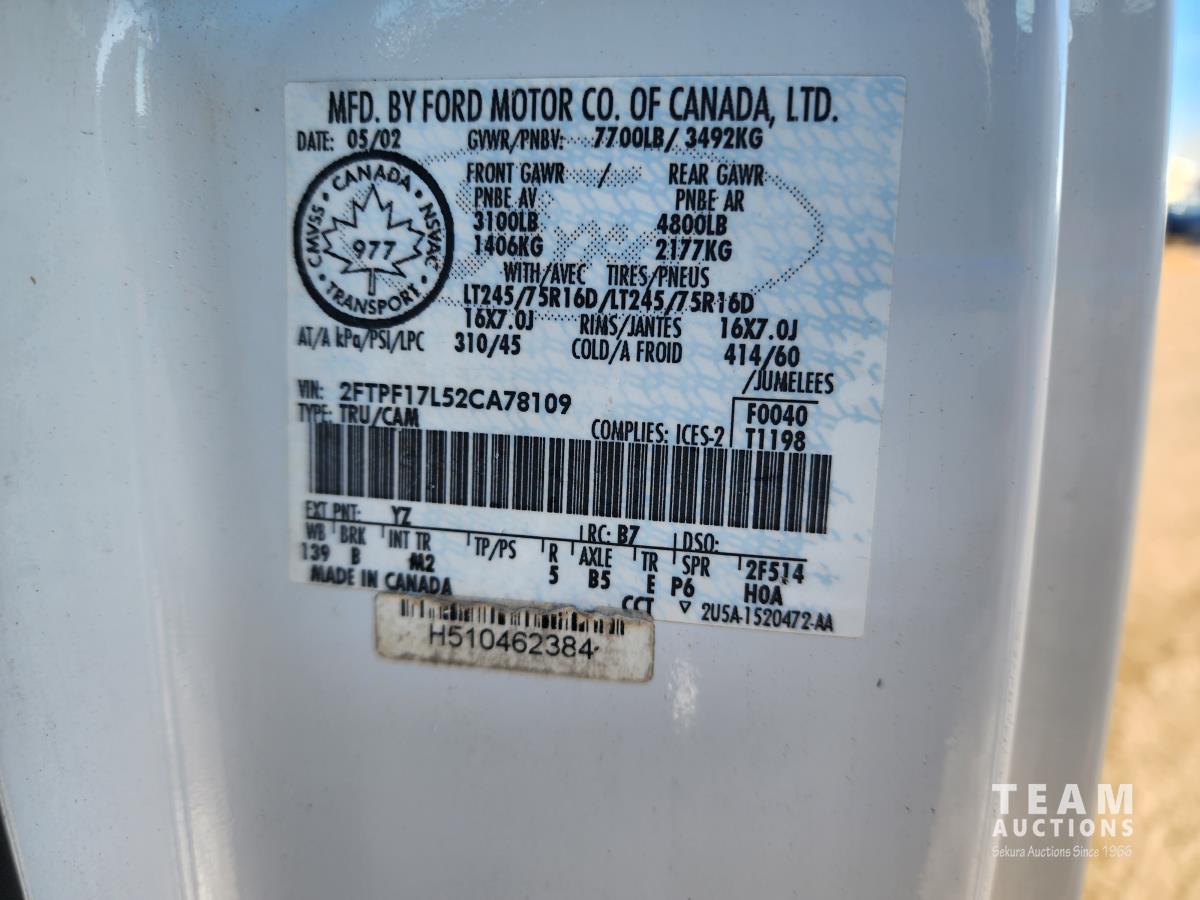 MFD. BY FORD MOTOR CO. OF CANADA, LTD.
DATE: 05/02 GVWR/PNBV: 7700LB/ 3492KG
FRONT GAWR / REAR GAWR
PNBE AV PNBE AR
3100LB 4800LB
1406KG 2177KG
WITH/AVEC TIRES/PNEUS
LT245/75R16D/LT245/75R16D
16X7.0J RIMS/JANTES 16X7.0J
AT/A kPa/PSI/LPC 310/45 COLD/A FROID 414/60
/JUMELEES
CANADA • NSVAC • TRANSPORT • CMVSS •
977
VIN: 2FTPF17L52CA78109
TYPE: TRU/CAM
COMPLIES: ICES-2
F0040
T1198
EXT PNT: YZ RC: B7 DSO:
WB BRK INT TR TP/PS R AXLE TR SPR 2F514
139 B M2 5 B5 E P6 H0A
MADE IN CANADA CCT ▽ 2U5A-1520472-AA
H510462384
TEAM
AUCTIONS
Sekura Auctions Since 1966